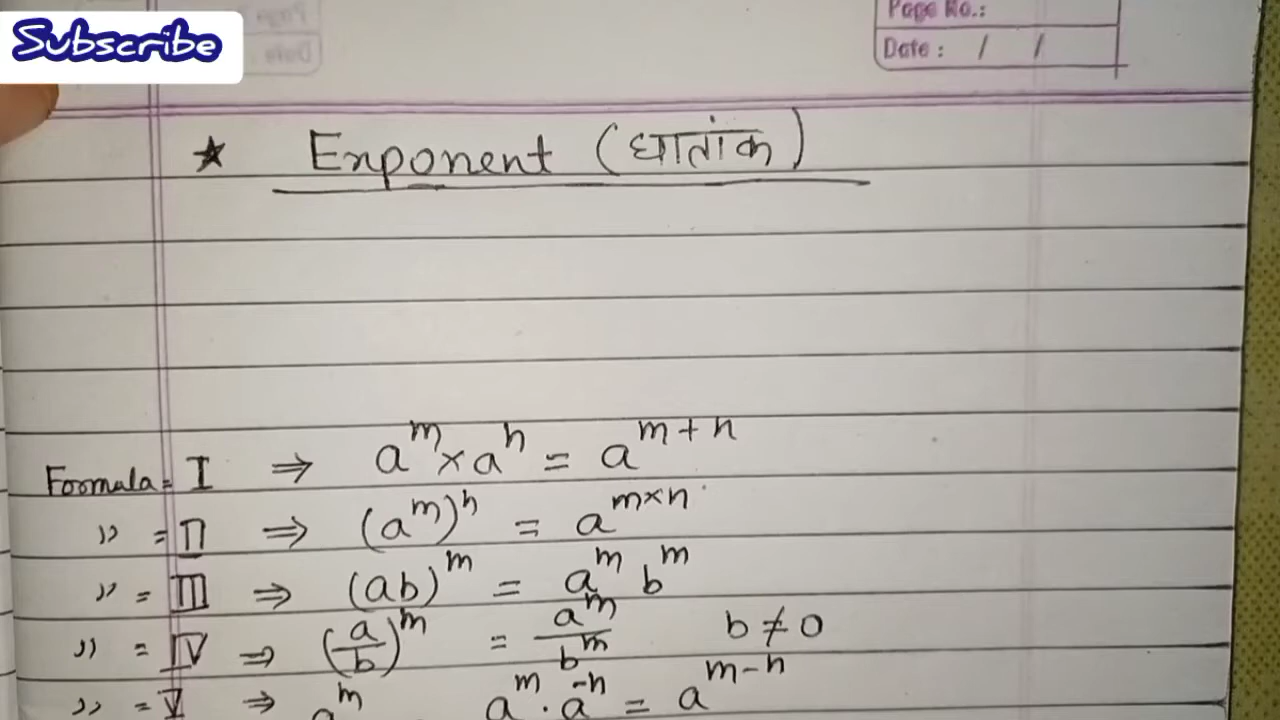 Subscribe
Page No.:
Date : / /
★ Exponent (घातांक)
Formula = I ⇒ a^m × a^n = a^{m+n}
,, = II ⇒ (a^m)^n = a^{m×n}
,, = III ⇒ (ab)^m = a^m b^m
,, = IV ⇒ (a/b)^m = a^m/b^m b ≠ 0
,, = V ⇒ a^m a^m · a^{-n} = a^{m-n}